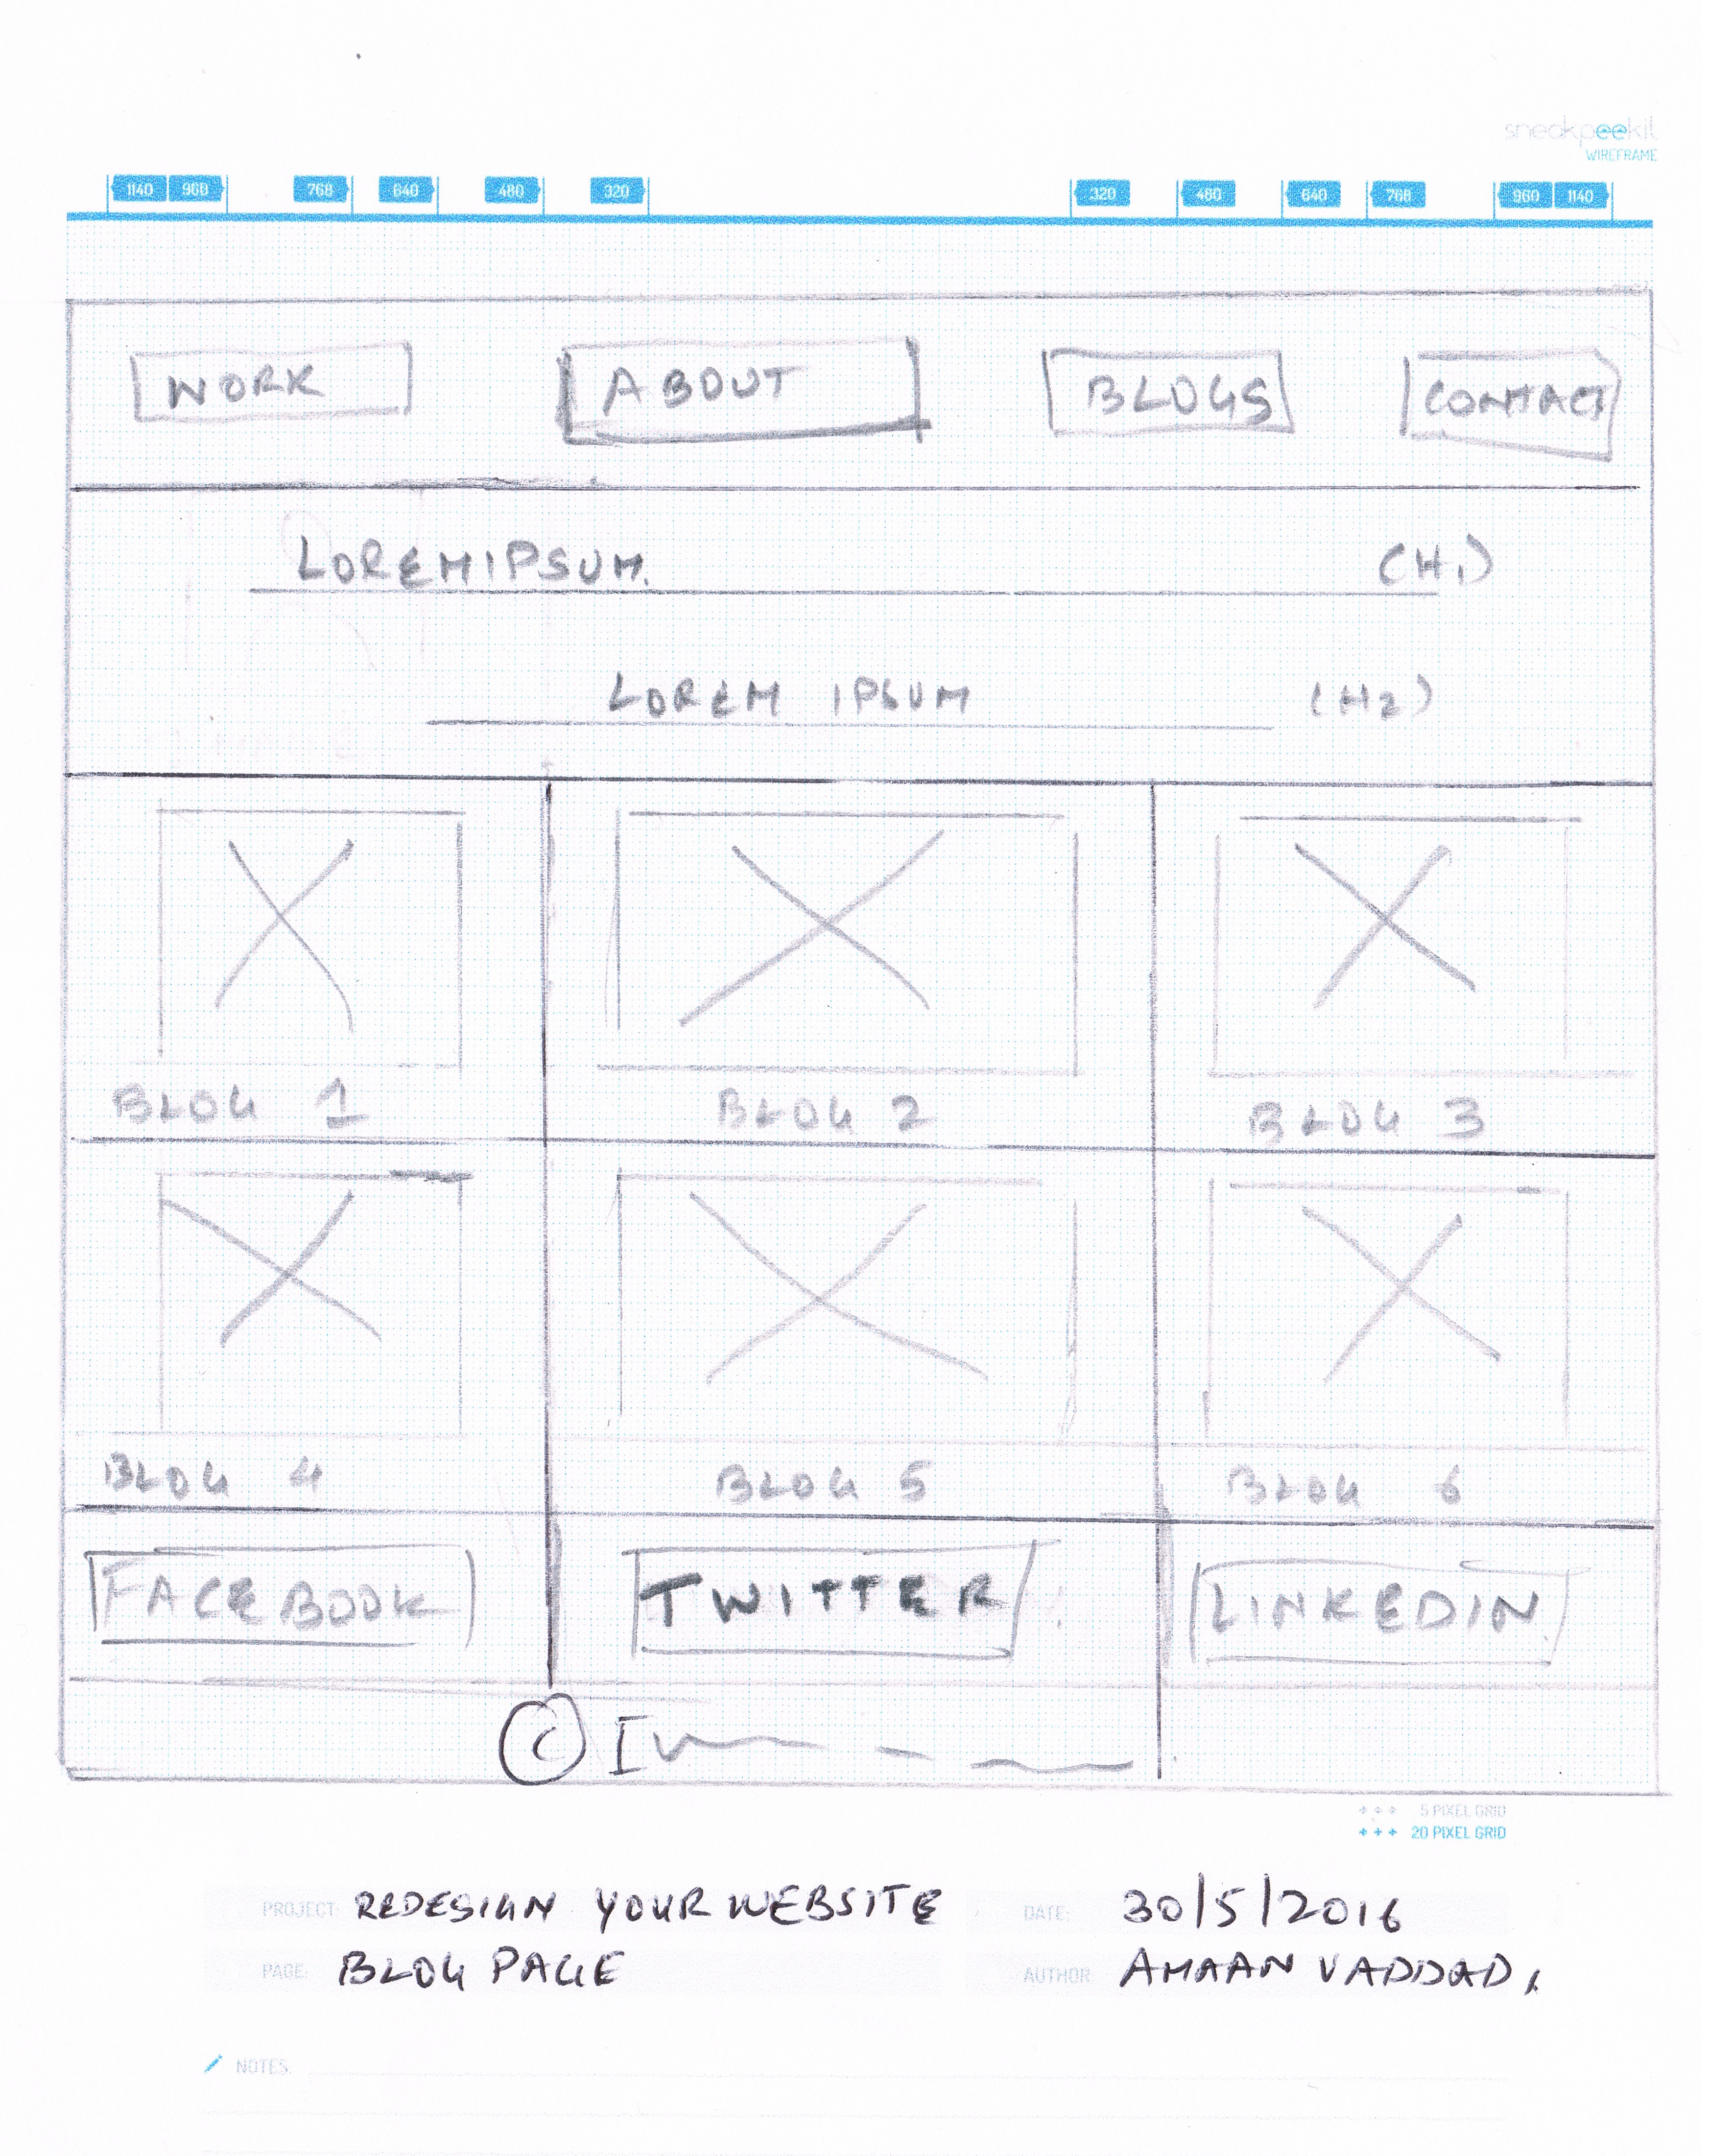 sneakpeekit
WIREFRAME
1140 960 768 640 480 320 320 480 640 768 960 1140
WORK ABOUT BLOGS CONTACT
LOREM IPSUM. (H1)
LOREM IPSUM (H2)
BLOG 1 BLOG 2 BLOG 3
BLOG 4 BLOG 5 BLOG 6
FACEBOOK TWITTER LINKEDIN
©
5 PIXEL GRID
20 PIXEL GRID
PROJECT: REDESIGN YOUR WEBSITE DATE: 30/5/2016
PAGE: BLOG PAGE AUTHOR: AMAAN VADDAD.
NOTES: